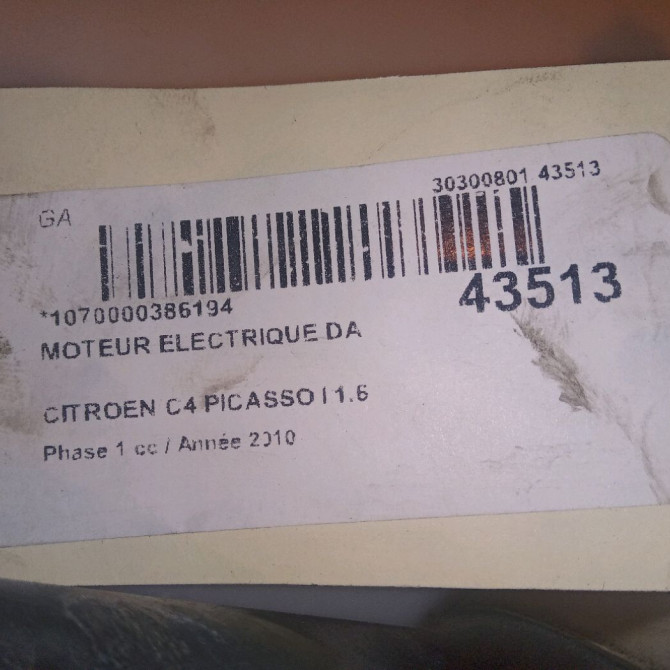 GA
30300801 43513
43513
*1070000386194
MOTEUR ELECTRIQUE DA
CITROEN C4 PICASSO I 1.6
Phase 1 cc / Année 2010